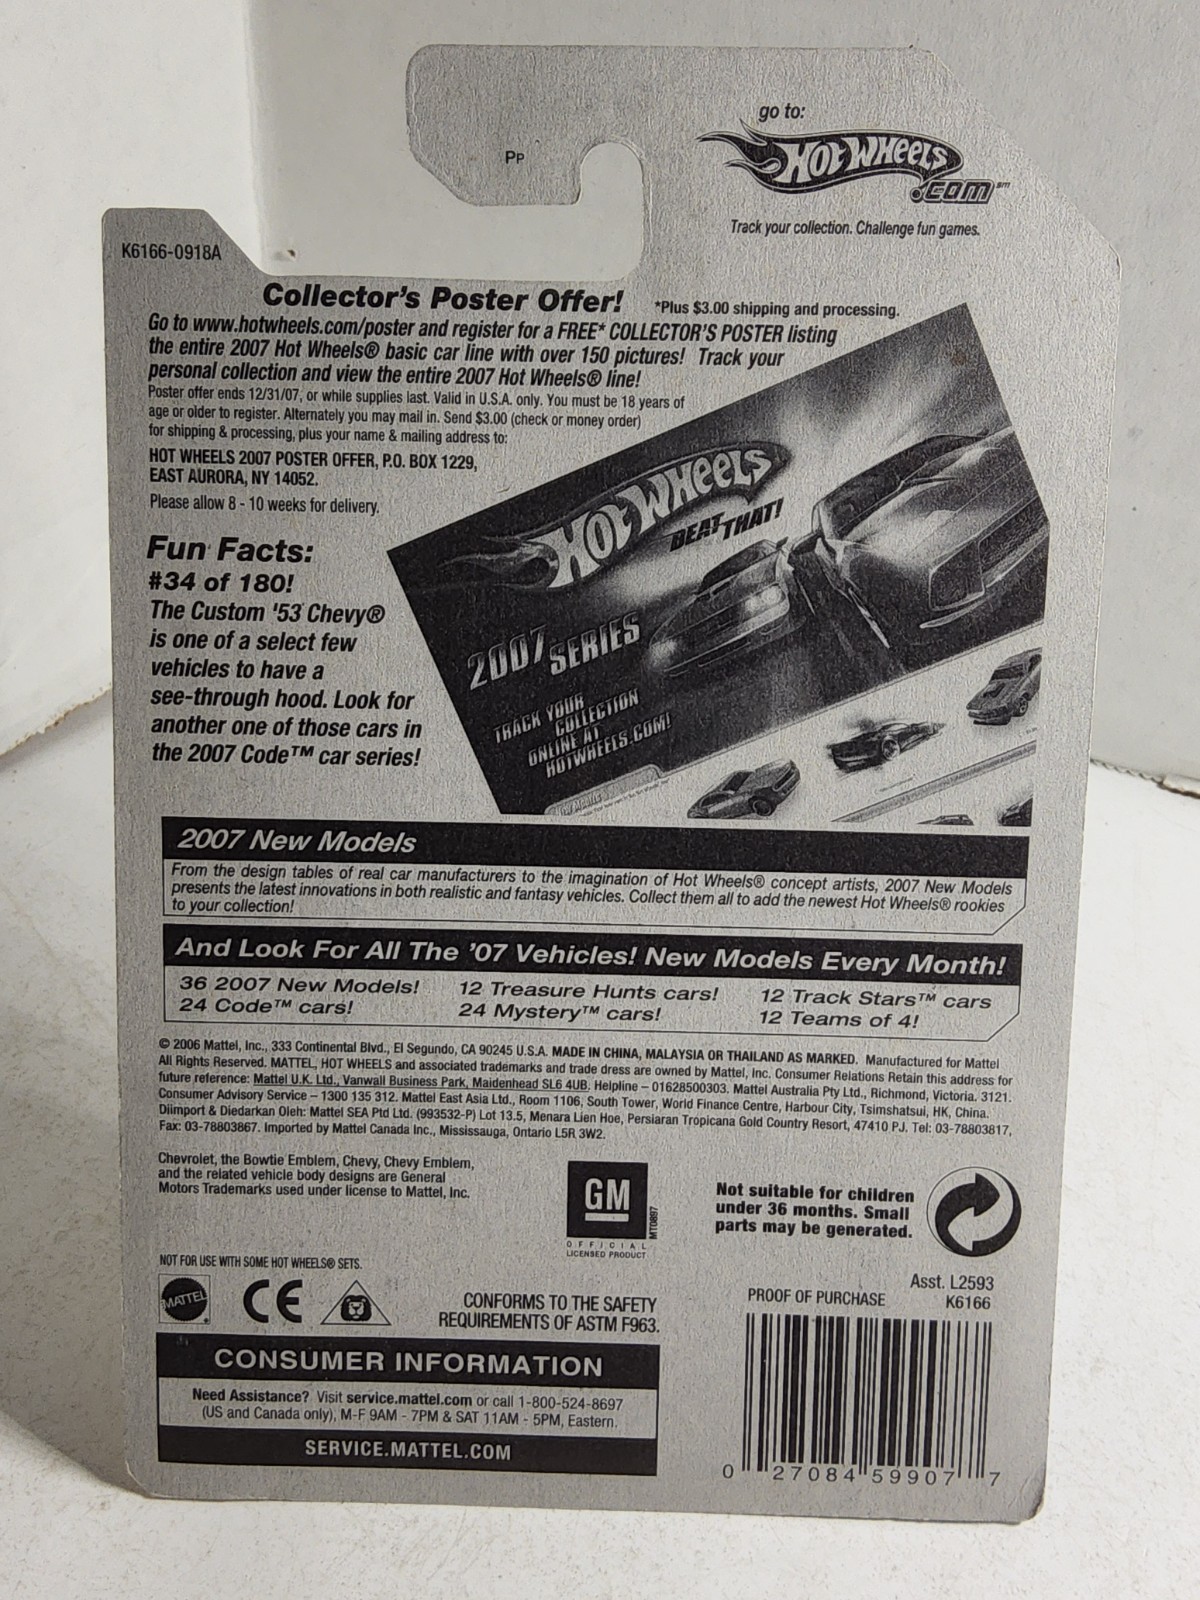 Pp
go to:
Hot Wheels
.com℠
Track your collection. Challenge fun games.
K6166-0918A
Collector's Poster Offer!
*Plus $3.00 shipping and processing.
Go to www.hotwheels.com/poster and register for a FREE* COLLECTOR'S POSTER listing
the entire 2007 Hot Wheels® basic car line with over 150 pictures! Track your
personal collection and view the entire 2007 Hot Wheels® line!
Poster offer ends 12/31/07, or while supplies last. Valid in U.S.A. only. You must be 18 years of
age or older to register. Alternately you may mail in. Send $3.00 (check or money order)
for shipping & processing, plus your name & mailing address to:
HOT WHEELS 2007 POSTER OFFER, P.O. BOX 1229,
EAST AURORA, NY 14052.
Please allow 8 - 10 weeks for delivery.
Hot Wheels
BEAT THAT!
2007 SERIES
TRACK YOUR
COLLECTION
ONLINE AT
HOTWHEELS.COM!
Fun Facts:
#34 of 180!
The Custom '53 Chevy®
is one of a select few
vehicles to have a
see-through hood. Look for
another one of those cars in
the 2007 Code™ car series!
2007 New Models
From the design tables of real car manufacturers to the imagination of Hot Wheels® concept artists, 2007 New Models
presents the latest innovations in both realistic and fantasy vehicles. Collect them all to add the newest Hot Wheels® rookies
to your collection!
And Look For All The '07 Vehicles! New Models Every Month!
36 2007 New Models! 12 Treasure Hunts cars! 12 Track Stars™ cars
24 Code™ cars! 24 Mystery™ cars! 12 Teams of 4!
© 2006 Mattel, Inc., 333 Continental Blvd., El Segundo, CA 90245 U.S.A. MADE IN CHINA, MALAYSIA OR THAILAND AS MARKED. Manufactured for Mattel
All Rights Reserved. MATTEL, HOT WHEELS and associated trademarks and trade dress are owned by Mattel, Inc. Consumer Relations Retain this address for
future reference: Mattel U.K. Ltd., Vanwall Business Park, Maidenhead SL6 4UB. Helpline – 01628500303. Mattel Australia Pty Ltd., Richmond, Victoria. 3121.
Consumer Advisory Service – 1300 135 312. Mattel East Asia Ltd., Room 1106, South Tower, World Finance Centre, Harbour City, Tsimshatsui, HK, China.
Diimport & Diedarkan Oleh: Mattel SEA Ptd Ltd. (993532-P) Lot 13.5, Menara Lien Hoe, Persiaran Tropicana Gold Country Resort, 47410 PJ. Tel: 03-78803817,
Fax: 03-78803867. Imported by Mattel Canada Inc., Mississauga, Ontario L5R 3W2.
Chevrolet, the Bowtie Emblem, Chevy, Chevy Emblem,
and the related vehicle body designs are General
Motors Trademarks used under license to Mattel, Inc.
GM
MT0897
OFFICIAL
LICENSED PRODUCT
Not suitable for children
under 36 months. Small
parts may be generated.
NOT FOR USE WITH SOME HOT WHEELS® SETS.
MATTEL
CE
CONFORMS TO THE SAFETY
REQUIREMENTS OF ASTM F963.
Asst. L2593
PROOF OF PURCHASE K6166
CONSUMER INFORMATION
Need Assistance? Visit service.mattel.com or call 1-800-524-8697
(US and Canada only), M-F 9AM - 7PM & SAT 11AM - 5PM, Eastern.
SERVICE.MATTEL.COM
0 27084 59907 7